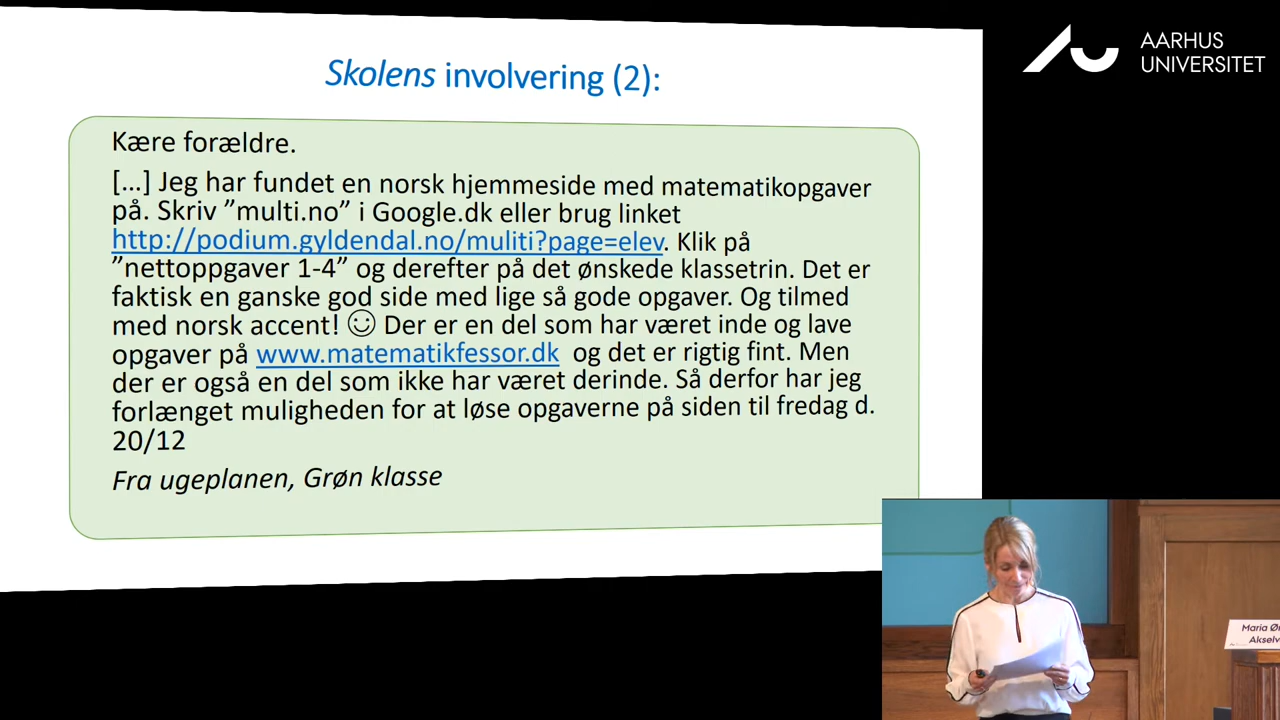 Skolens involvering (2):
Kære forældre.
[…] Jeg har fundet en norsk hjemmeside med matematikopgaver
på. Skriv ”multi.no” i Google.dk eller brug linket
http://podium.gyldendal.no/muliti?page=elev. Klik på
”nettoppgaver 1-4” og derefter på det ønskede klassetrin. Det er
faktisk en ganske god side med lige så gode opgaver. Og tilmed
med norsk accent! ☺ Der er en del som har været inde og lave
opgaver på www.matematikfessor.dk og det er rigtig fint. Men
der er også en del som ikke har været derinde. Så derfor har jeg
forlænget muligheden for at løse opgaverne på siden til fredag d.
20/12
Fra ugeplanen, Grøn klasse
AARHUS
UNIVERSITET
Maria